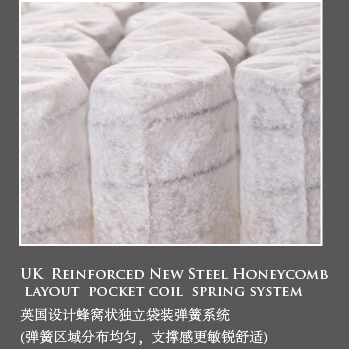 UK Reinforced New Steel Honeycomb
layout pocket coil spring system
英国设计蜂窝状独立袋装弹簧系统
(弹簧区域分布均匀，支撑感更敏锐舒适)